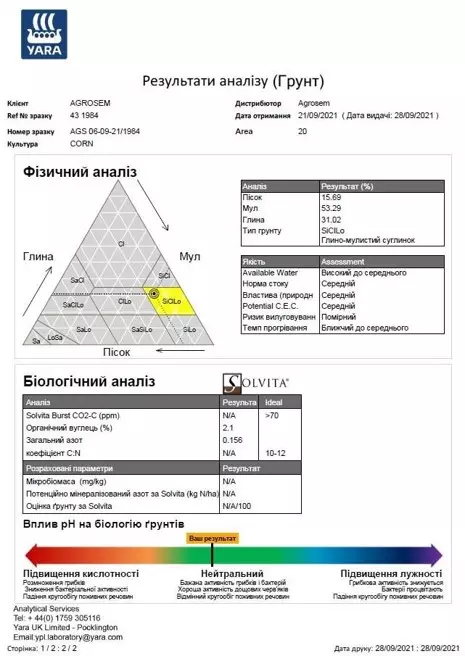 YARA
Результати аналізу (Грунт)
Клієнт AGROSEM Дистрибютор Agrosem
Ref № зразку 43 1984 Дата отримання 21/09/2021 ( Дата видачі: 28/09/2021 )
Номер зразку AGS 06-09-21/1984 Area 20
Культура CORN
Фізичний аналіз
Глина
Мул
Пісок
Cl
SaCl
SiCl
SaClLo
ClLo
SiClLo
Sa
LoSa
SaLo
SaSiLo
SiLo
Аналіз Результат (%)
Пісок 15.69
Мул 53.29
Глина 31.02
Тип грунту SiClLo
Глино-мулистий суглинок
Якість Assessment
Available Water Високий до середнього
Норма стоку Середній
Властива (природн Середній
Potential C.E.C. Середній
Ризик вилуговуванн Помірний
Темп прогрівання Ближчий до середнього
Біологічний аналіз SOLVITA®
Аналіз Результа Ideal
Solvita Burst CO2-C (ppm) N/A >70
Органічний вуглець (%) 2.1
Загальний азот 0.156
коефіцієнт C:N N/A 10-12
Розраховані параметри Результат
Мікробіомаса (mg/kg) N/A
Потенційно мінералізований азот за Solvita (kg N/ha) N/A
Оцінка ґрунту за Solvita N/A/100
Вплив pH на біологію ґрунтів
Ваш результат
Підвищення кислотності Нейтральний Підвищення лужності
Розмноження грибків Бажана активність грибків і бактерій Грибкова активність знижується
Зниження бактеріальної активності Хороша активність дощових черв'яків Бактерії процвітають
Падіння кругообігу поживних речовин Відмінний кругообіг поживних речовин Падіння кругообігу поживних речовин
Analytical Services
Tel: + 44(0) 1759 305116
Yara UK Limited - Pocklington
Email:ypl.laboratory@yara.com
Сторінка: 1 / 2 : 2 / 2 Дата друку: 28/09/2021 : 28/09/2021